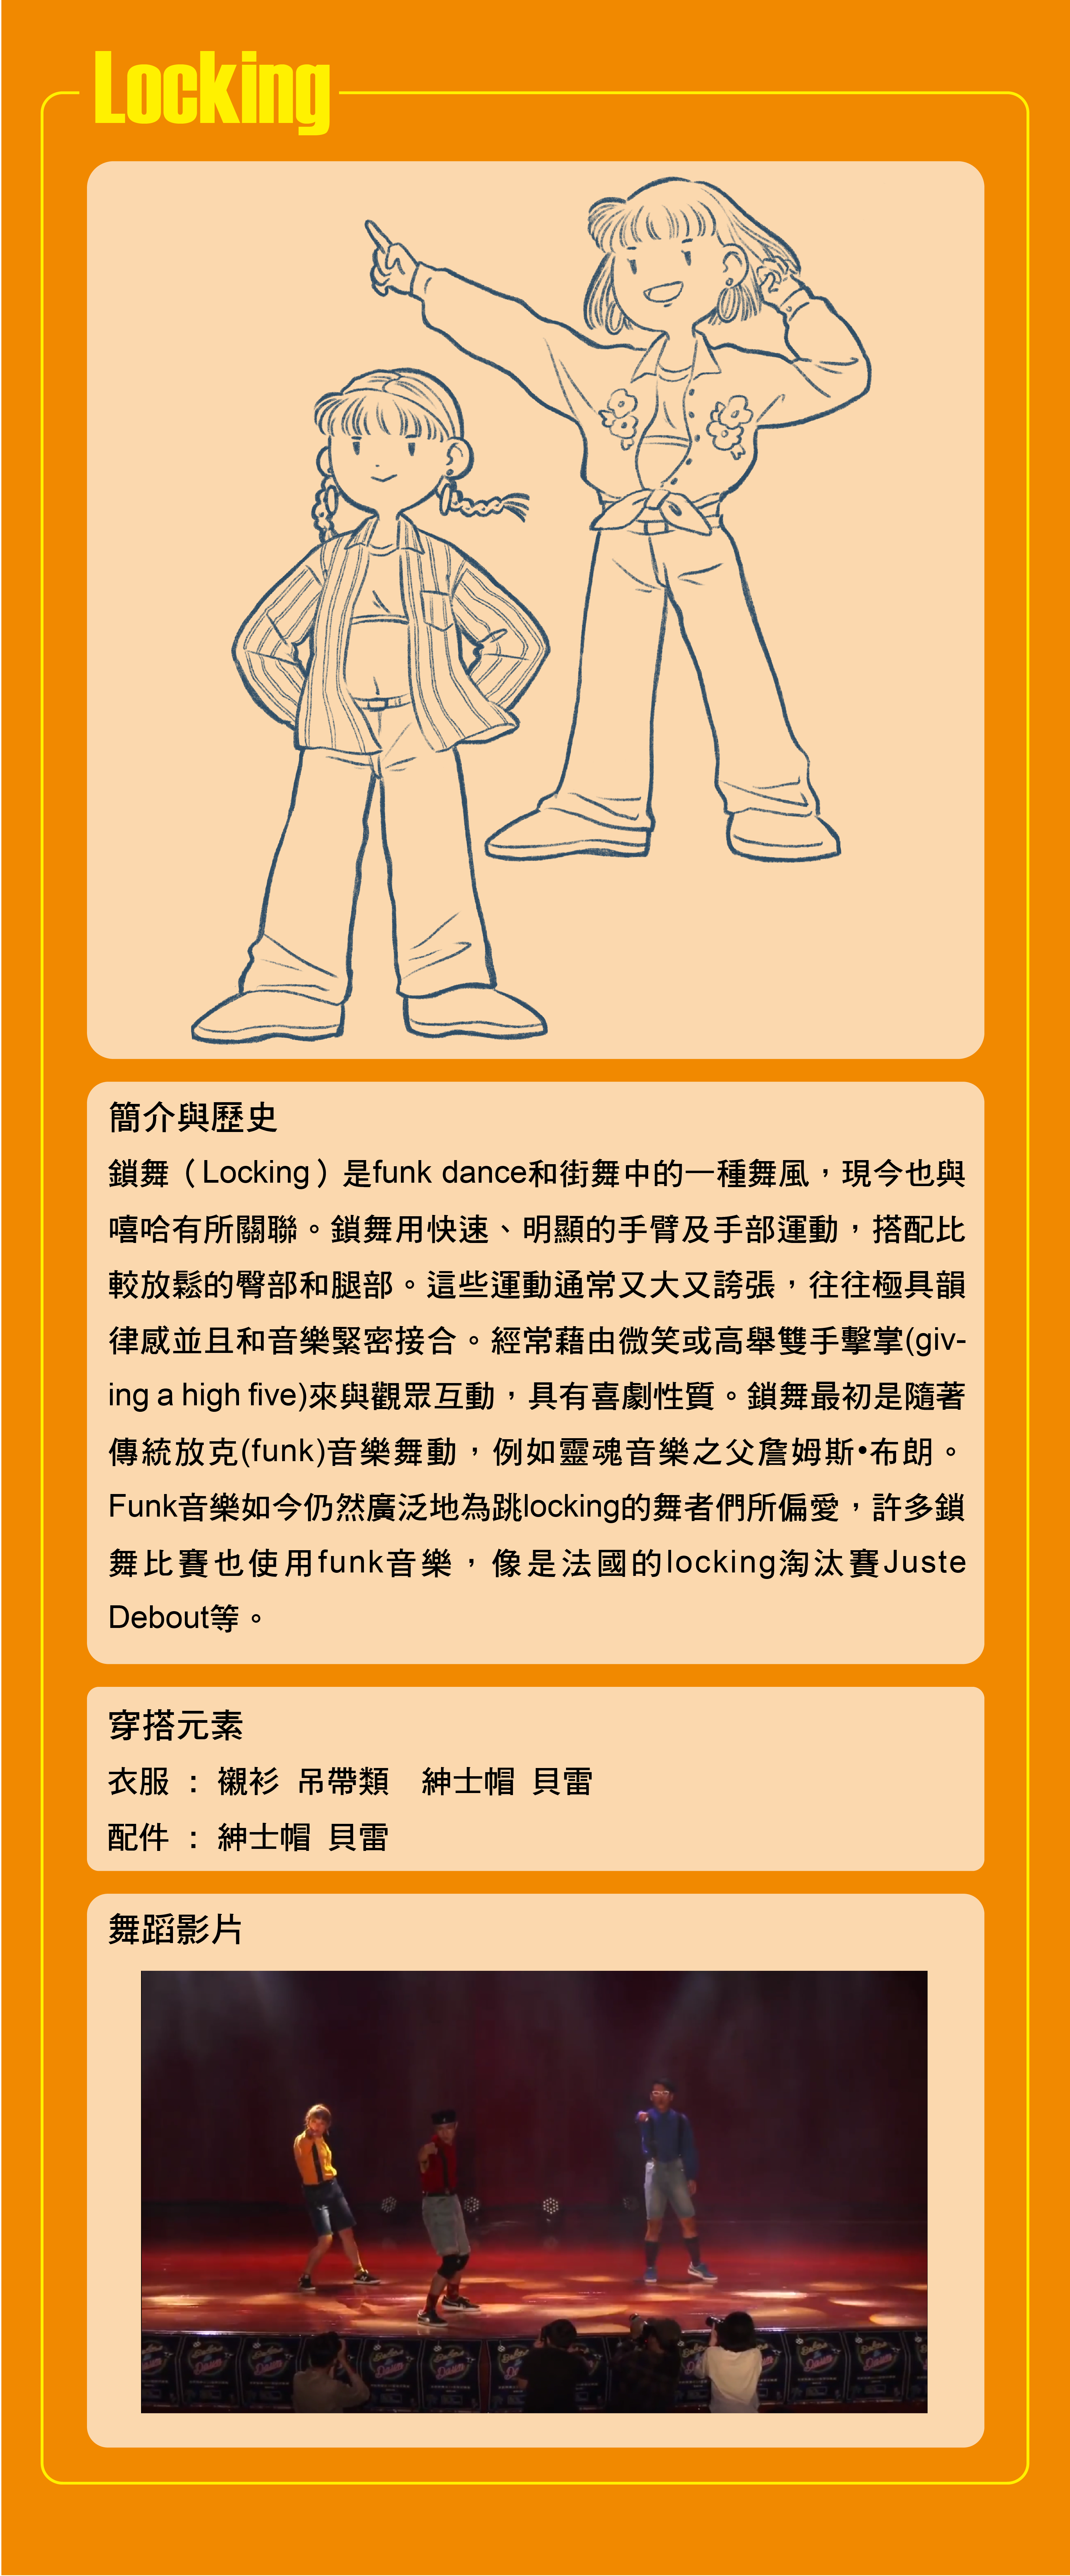 Locking
簡介與歷史
鎖舞（Locking）是funk dance和街舞中的一種舞風，現今也與
嘻哈有所關聯。鎖舞用快速、明顯的手臂及手部運動，搭配比
較放鬆的臀部和腿部。這些運動通常又大又誇張，往往極具韻
律感並且和音樂緊密接合。經常藉由微笑或高舉雙手擊掌(giv-
ing a high five)來與觀眾互動，具有喜劇性質。鎖舞最初是隨著
傳統放克(funk)音樂舞動，例如靈魂音樂之父詹姆斯•布朗。
Funk音樂如今仍然廣泛地為跳locking的舞者們所偏愛，許多鎖
舞比賽也使用funk音樂，像是法國的locking淘汰賽Juste
Debout等。
穿搭元素
衣服 : 襯衫 吊帶類 紳士帽 貝雷
配件 : 紳士帽 貝雷
舞蹈影片